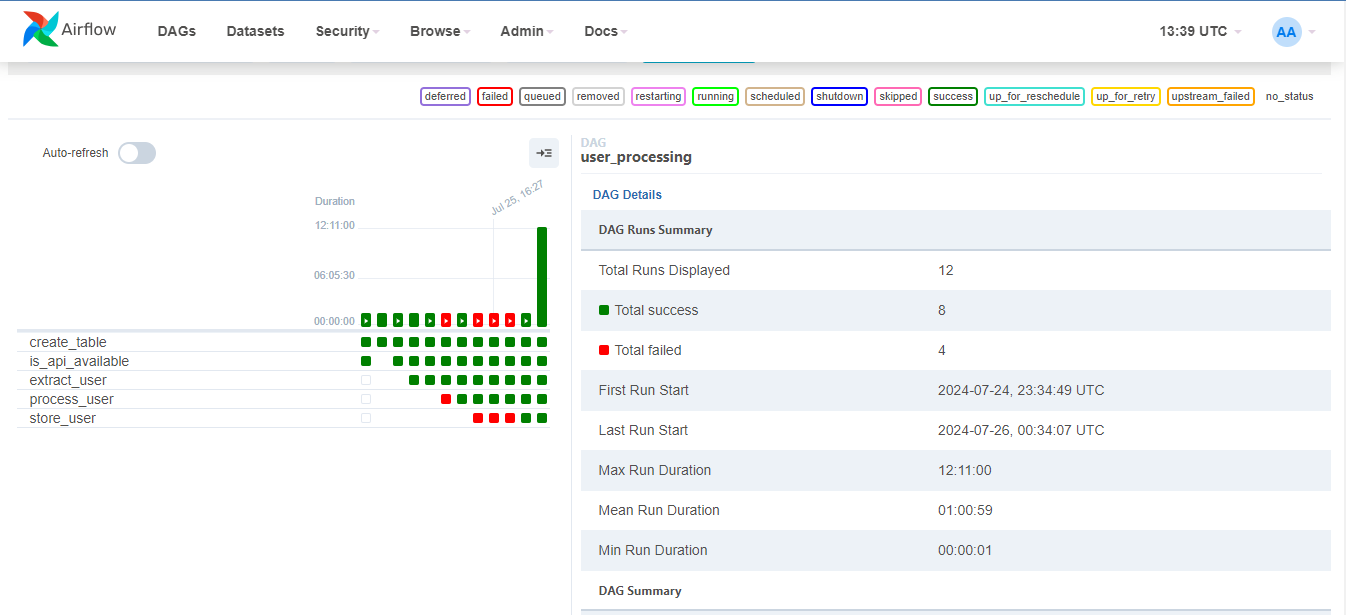 Airflow DAGs Datasets Security Browse Admin Docs 13:39 UTC AA
deferred failed queued removed restarting running scheduled shutdown skipped success up_for_reschedule up_for_retry upstream_failed no_status
Auto-refresh
Duration
Jul 25, 16:27
12:11:00
06:05:30
00:00:00
create_table
is_api_available
extract_user
process_user
store_user
DAG
user_processing
DAG Details
DAG Runs Summary
Total Runs Displayed 12
Total success 8
Total failed 4
First Run Start 2024-07-24, 23:34:49 UTC
Last Run Start 2024-07-26, 00:34:07 UTC
Max Run Duration 12:11:00
Mean Run Duration 01:00:59
Min Run Duration 00:00:01
DAG Summary